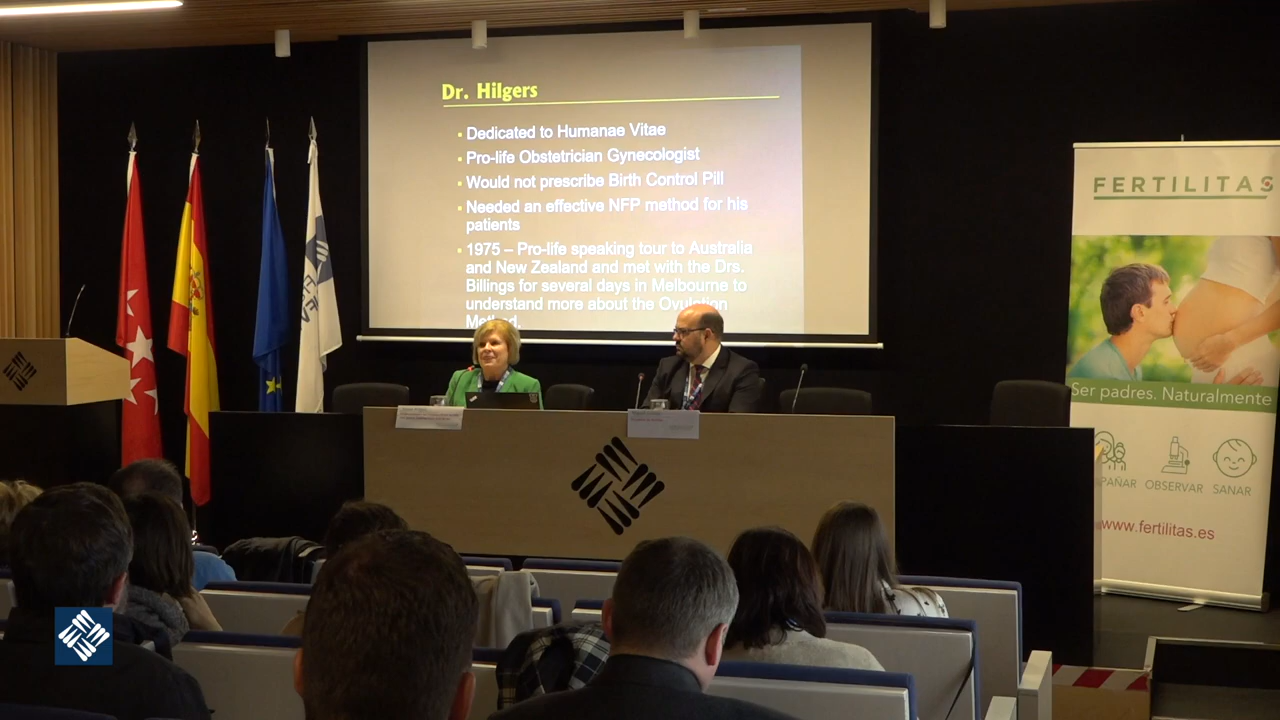 Dr. Hilgers
Dedicated to Humanae Vitae
Pro-life Obstetrician Gynecologist
Would not prescribe Birth Control Pill
Needed an effective NFP method for his
patients
1975 – Pro-life speaking tour to Australia
and New Zealand and met with the Drs.
Billings for several days in Melbourne to
understand more about the Ovulation
Method.
FERTILITAS
Ser padres. Naturalmente
OBSERVAR SANAR
www.fertilitas.es